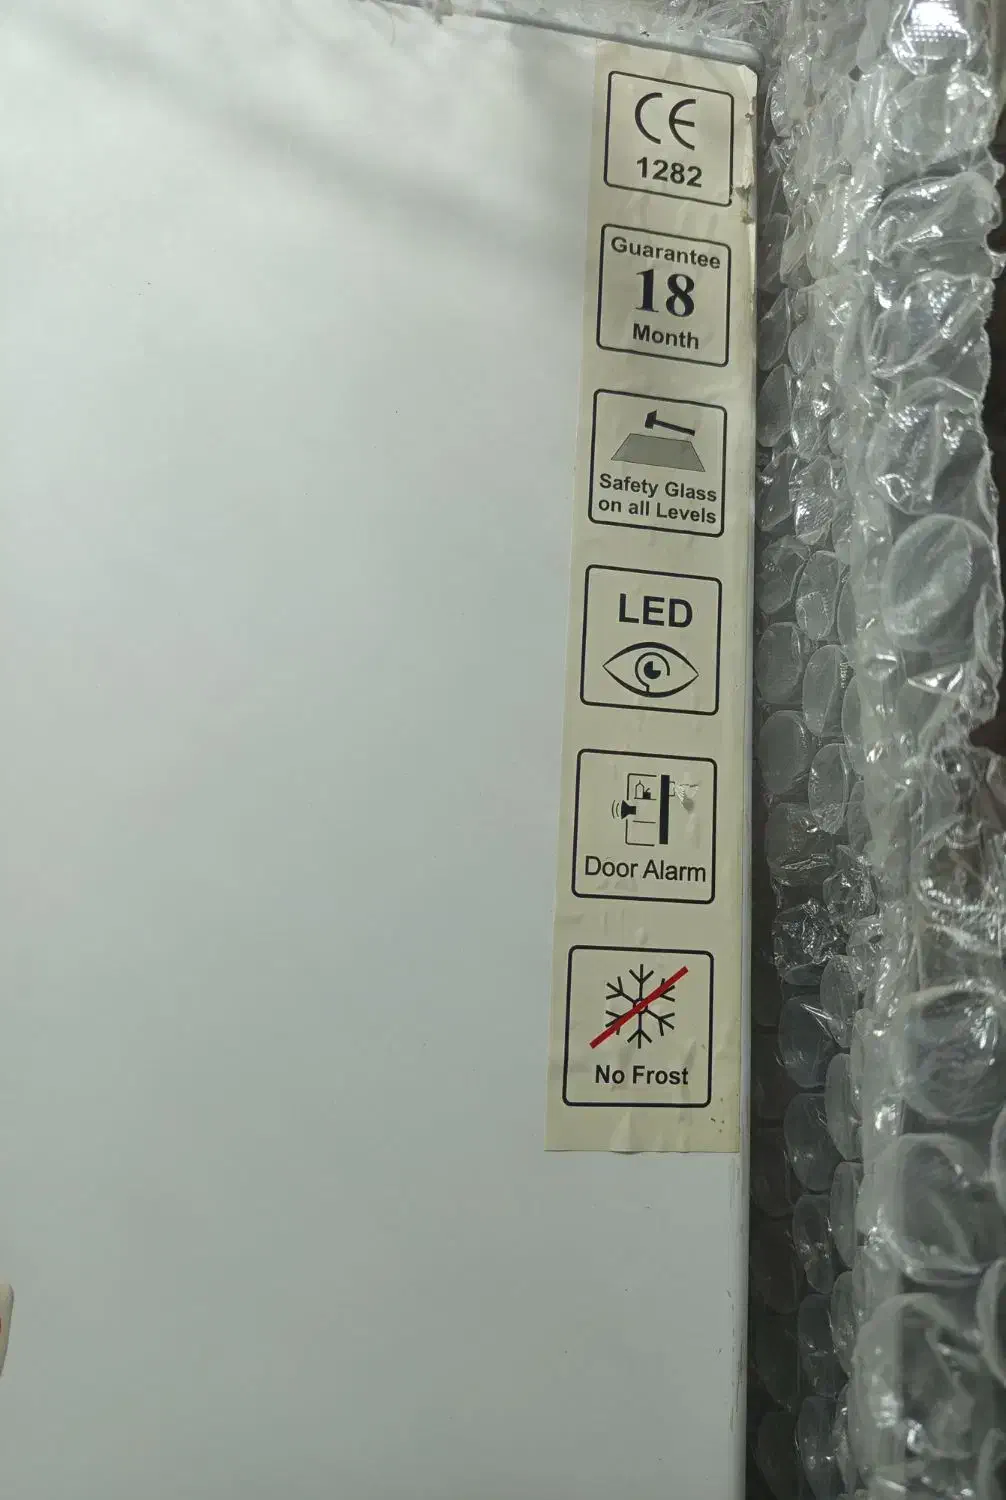 CE
1282
Guarantee
18
Month
Safety Glass
on all Levels
LED
Door Alarm
No Frost